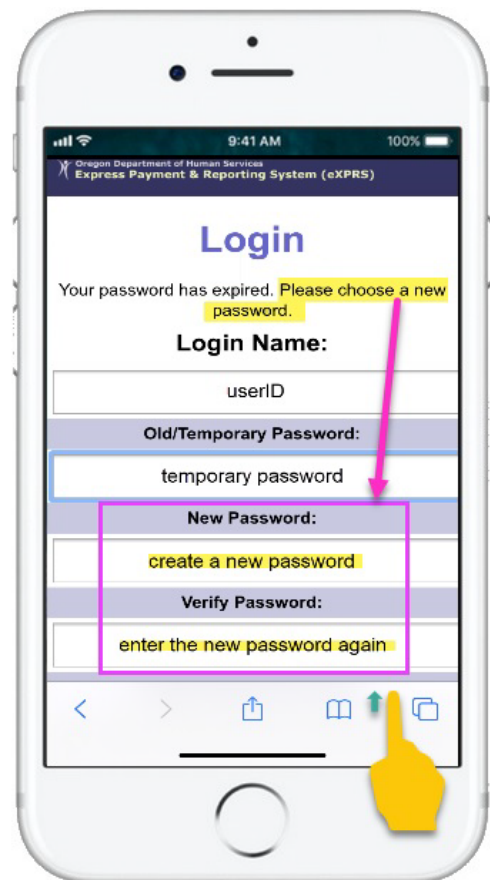 9:41 AM
100%
Oregon Department of Human Services
Express Payment & Reporting System (eXPRS)
Login
Your password has expired. Please choose a new
password.
Login Name:
userID
Old/Temporary Password:
temporary password
New Password:
create a new password
Verify Password:
enter the new password again